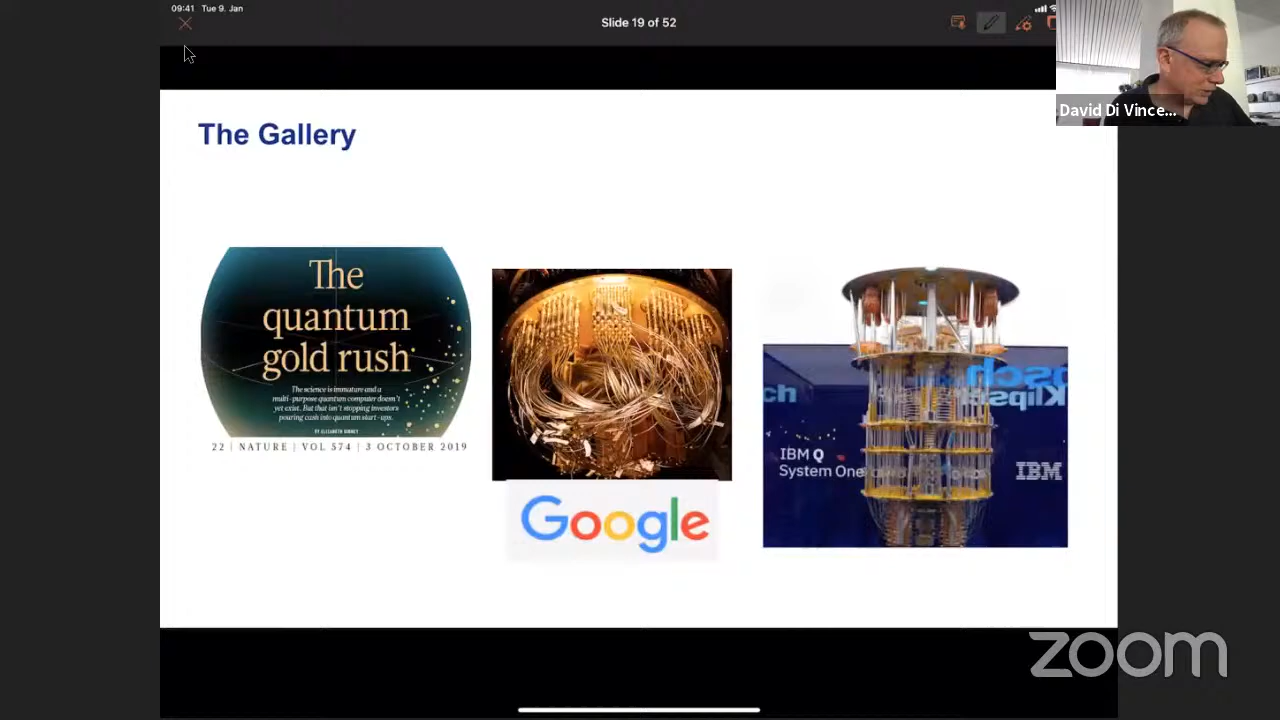 09:41 Tue 9. Jan
Slide 19 of 52
David Di Vince...
The Gallery
The
quantum
gold rush
The science is immature and a
multi-purpose quantum computer doesn't
yet exist. But that isn't stopping investors
pouring cash into quantum start-ups.
22 | NATURE | VOL 574 | 3 OCTOBER 2019
Google
IBM Q
System One
IBM
zoom